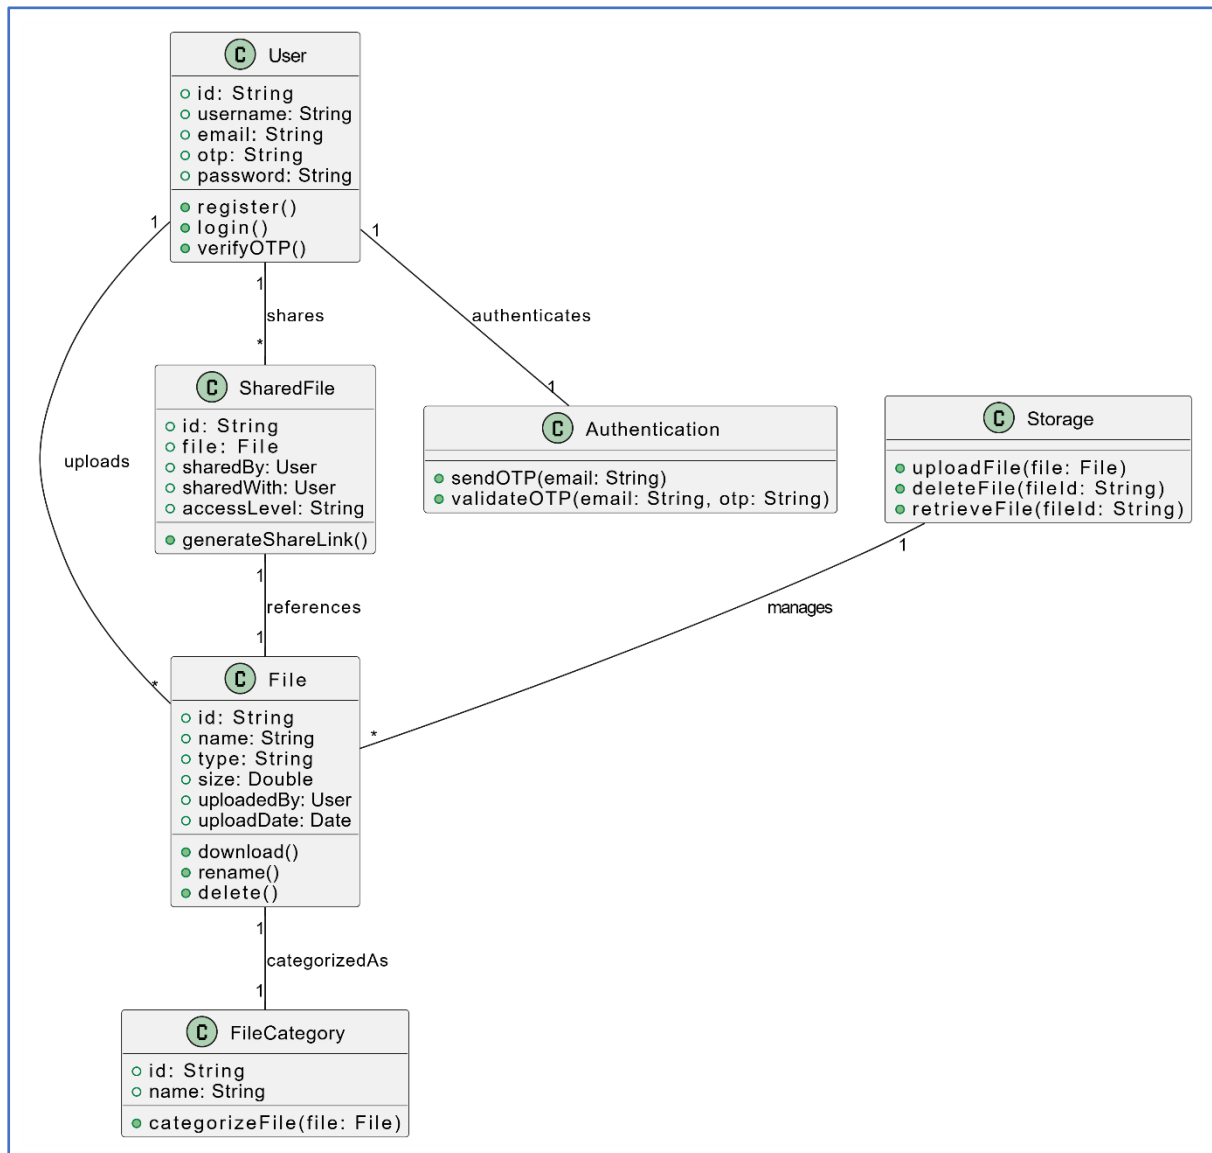 C User
id: String
username: String
email: String
otp: String
password: String
register()
login()
verifyOTP()
1
1
1
shares
authenticates
uploads
*
1
*
C SharedFile
id: String
file: File
sharedBy: User
sharedWith: User
accessLevel: String
generateShareLink()
C Authentication
sendOTP(email: String)
validateOTP(email: String, otp: String)
C Storage
uploadFile(file: File)
deleteFile(fileId: String)
retrieveFile(fileId: String)
1
references
1
1
manages
*
C File
id: String
name: String
type: String
size: Double
uploadedBy: User
uploadDate: Date
download()
rename()
delete()
1
categorizedAs
1
C FileCategory
id: String
name: String
categorizeFile(file: File)